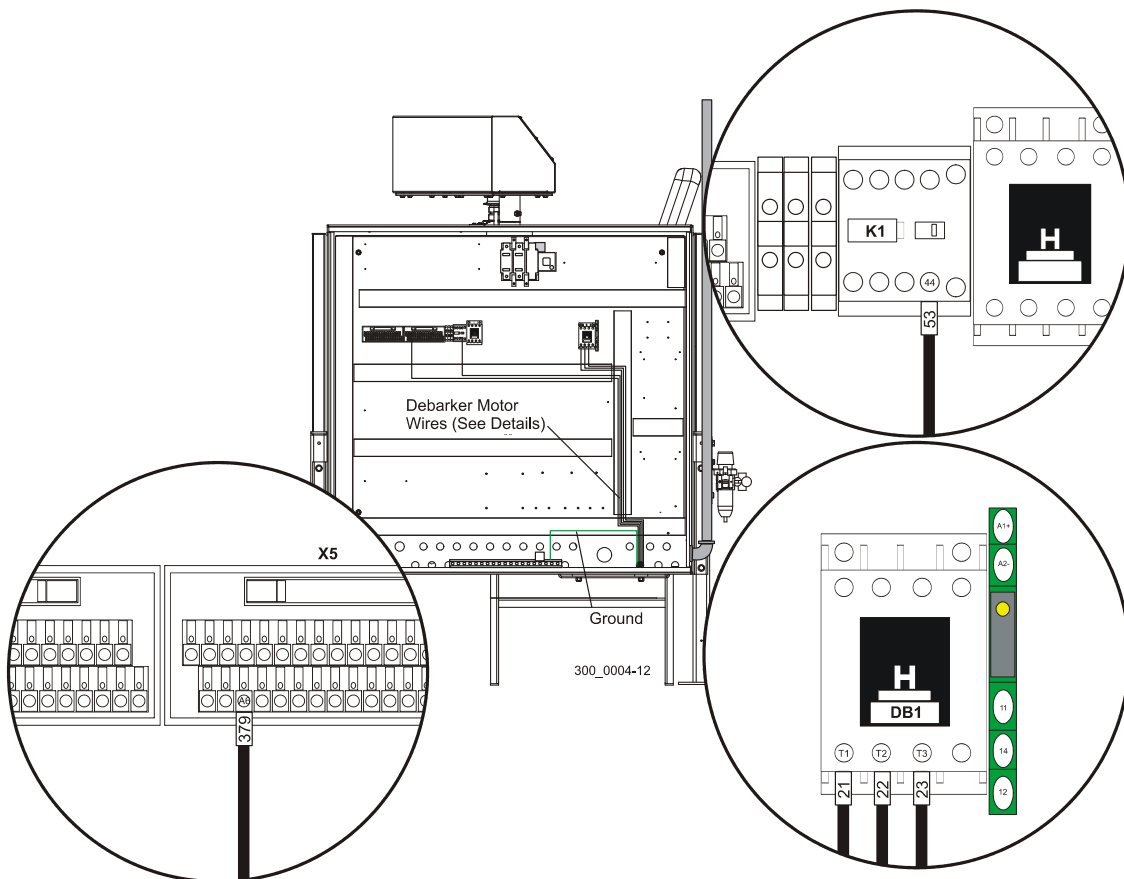 K1
H
44
53
Debarker Motor
Wires (See Details)
X5
Ground
300_0004-12
A6
379
A1+
A2-
H
DB1
11
T1 T2 T3
14
21 22 23
12